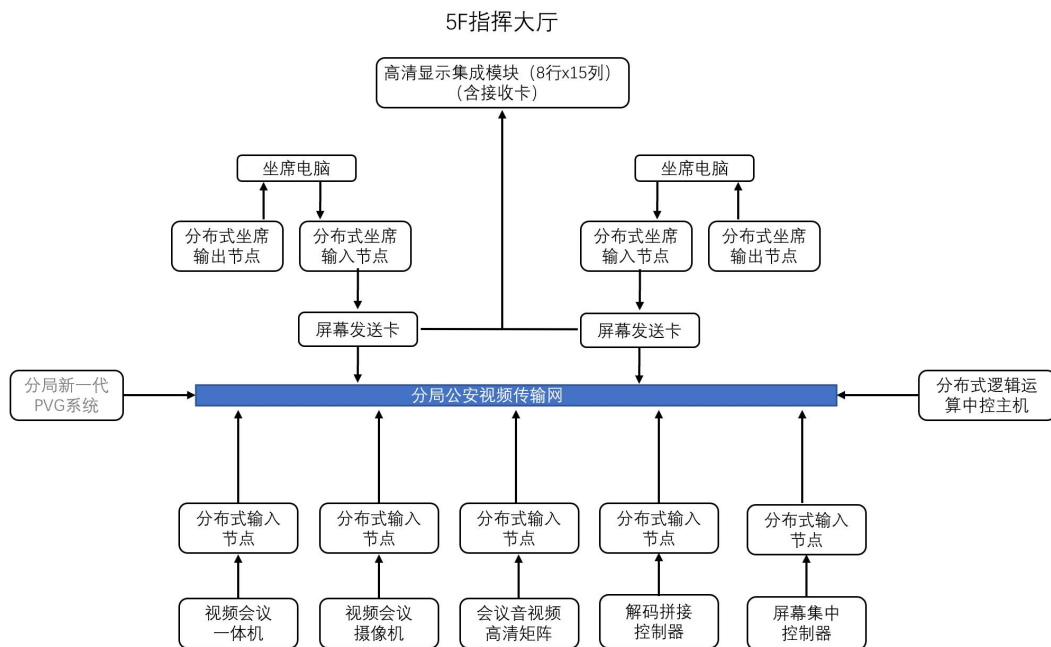 5F指挥大厅
高清显示集成模块（8行x15列）
（含接收卡）
坐席电脑
坐席电脑
分布式坐席
输出节点
分布式坐席
输入节点
分布式坐席
输入节点
分布式坐席
输出节点
屏幕发送卡
屏幕发送卡
分局新一代
PVG系统
分局公安视频传输网
分布式逻辑运
算中控主机
分布式输入
节点
分布式输入
节点
分布式输入
节点
分布式输入
节点
分布式输入
节点
视频会议
一体机
视频会议
摄像机
会议音视频
高清矩阵
解码拼接
控制器
屏幕集中
控制器